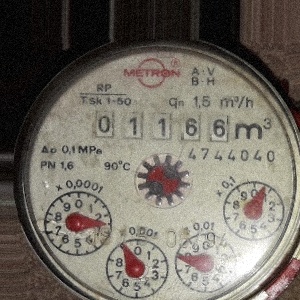 METRON® A-V
B-H
RP
Tsk 1-50
qn 1,5 m³/h
0 1 1 6 6 m³
Δp 0,1 MPa
4744040
PN 1,6 90°C
x 0,0001
x 0,1
0,001
0,01